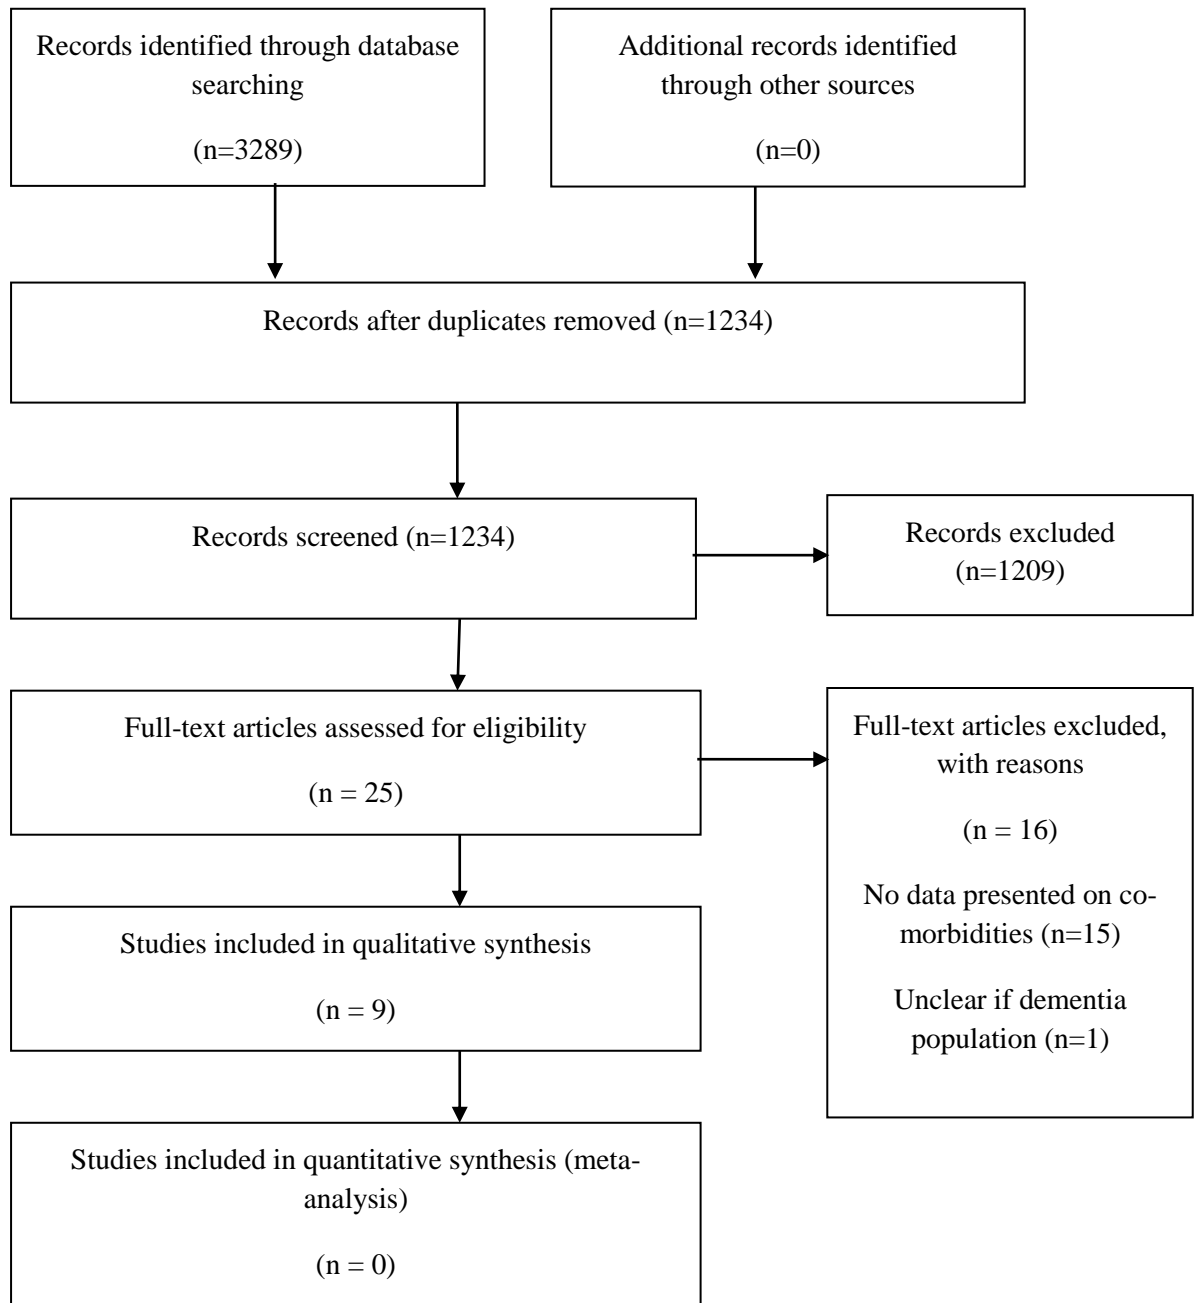 Records identified through database
searching
(n=3289)
Additional records identified
through other sources
(n=0)
Records after duplicates removed (n=1234)
Records screened (n=1234)
Records excluded
(n=1209)
Full-text articles assessed for eligibility
(n = 25)
Full-text articles excluded,
with reasons
(n = 16)
No data presented on co-
morbidities (n=15)
Unclear if dementia
population (n=1)
Studies included in qualitative synthesis
(n = 9)
Studies included in quantitative synthesis (meta-
analysis)
(n = 0)